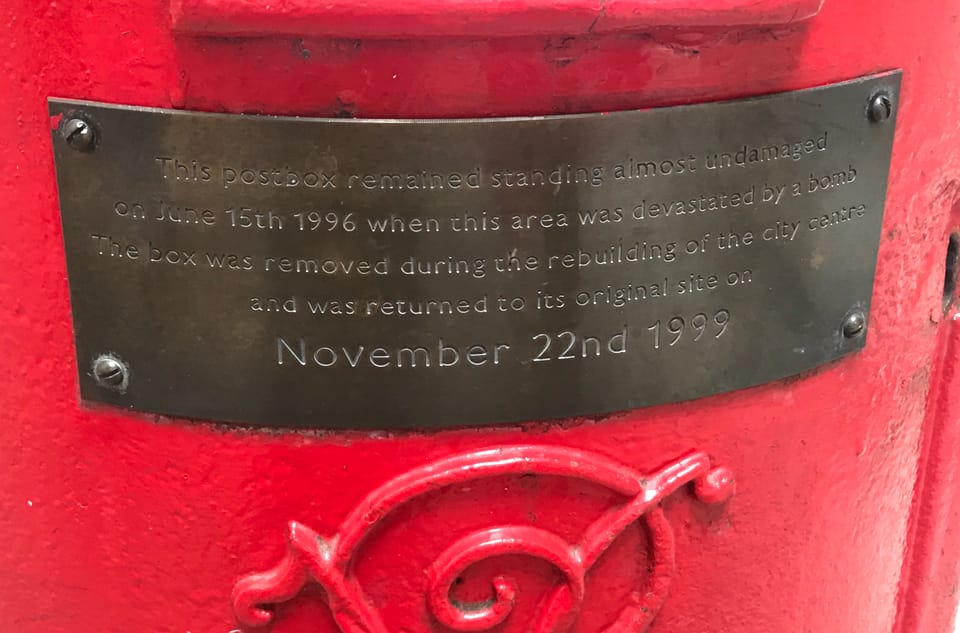 This postbox remained standing almost undamaged
on June 15th 1996 when this area was devastated by a bomb
The box was removed during the rebuilding of the city centre
and was returned to its original site on
November 22nd 1999